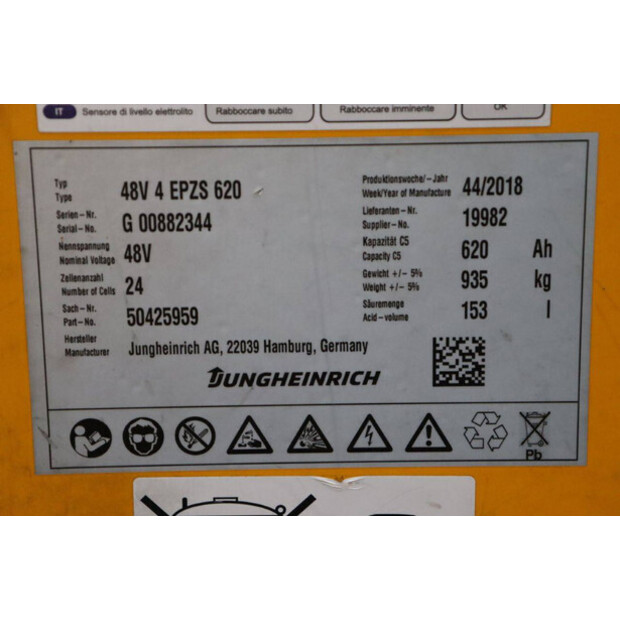 IT Sensore di livello elettrolito Rabboccare subito Rabboccare imminente OK
Typ
Type 48V 4 EPZS 620
Serien-Nr.
Serial-No. G 00882344
Nennspannung
Nominal Voltage 48V
Zellenanzahl
Number of Cells 24
Sach-Nr.
Part-No. 50425959
Hersteller
Manufacturer Jungheinrich AG, 22039 Hamburg, Germany
Produktionswoche/-Jahr
Week/Year of Manufacture 44/2018
Lieferanten-Nr.
Supplier-No. 19982
Kapazität C5
Capacity C5 620 Ah
Gewicht +/- 5%
Weight +/- 5% 935 kg
Säuremenge
Acid-volume 153 l
JUNGHEINRICH
Pb